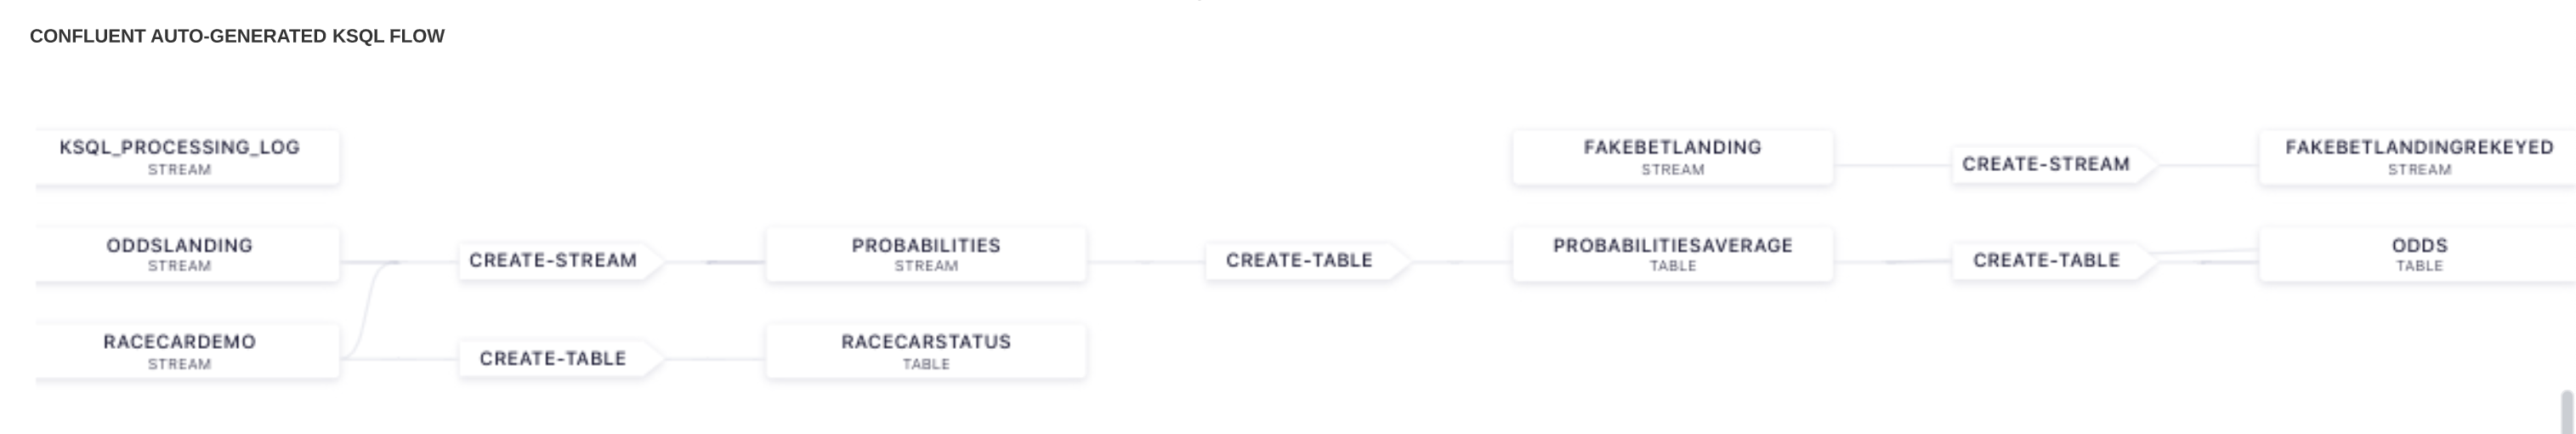 CONFLUENT AUTO-GENERATED KSQL FLOW
KSQL_PROCESSING_LOG
STREAM
FAKEBETLANDING
STREAM
CREATE-STREAM
FAKEBETLANDINGREKEYED
STREAM
ODDSLANDING
STREAM
CREATE-STREAM
PROBABILITIES
STREAM
CREATE-TABLE
PROBABILITIESAVERAGE
TABLE
CREATE-TABLE
ODDS
TABLE
RACECARDEMO
STREAM
CREATE-TABLE
RACECARSTATUS
TABLE